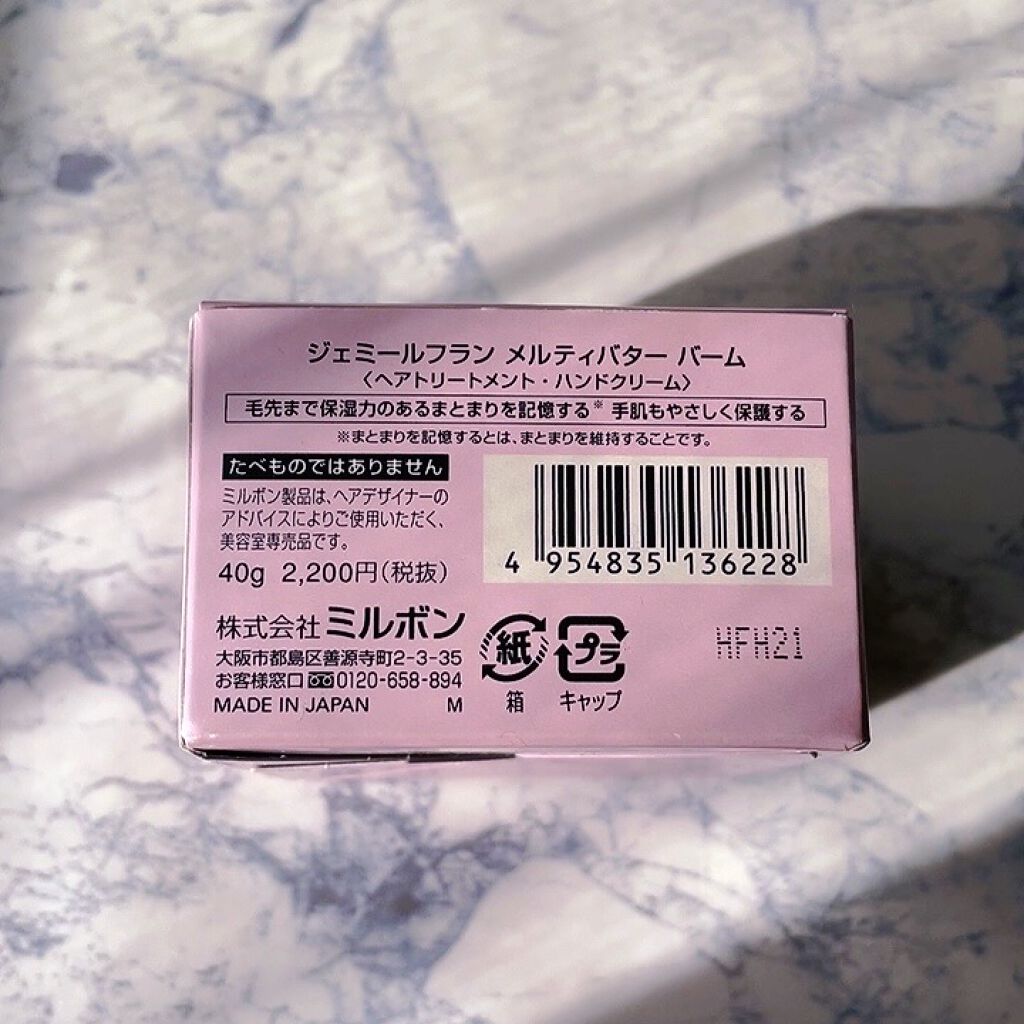 ジェミールフラン メルティバター バーム
〈ヘアトリートメント・ハンドクリーム〉
毛先まで保湿力のあるまとまりを記憶する※ 手肌もやさしく保護する
※まとまりを記憶するとは、まとまりを維持することです。
たべものではありません
ミルボン製品は、ヘアデザイナーの
アドバイスによりご使用いただく、
美容室専売品です。
40g 2,200円(税抜)
4 954835 136228
株式会社ミルボン
大阪市都島区善源寺町2-3-35
お客様窓口 0120-658-894
MADE IN JAPAN M
紙
箱
プラ
キャップ
HFH21